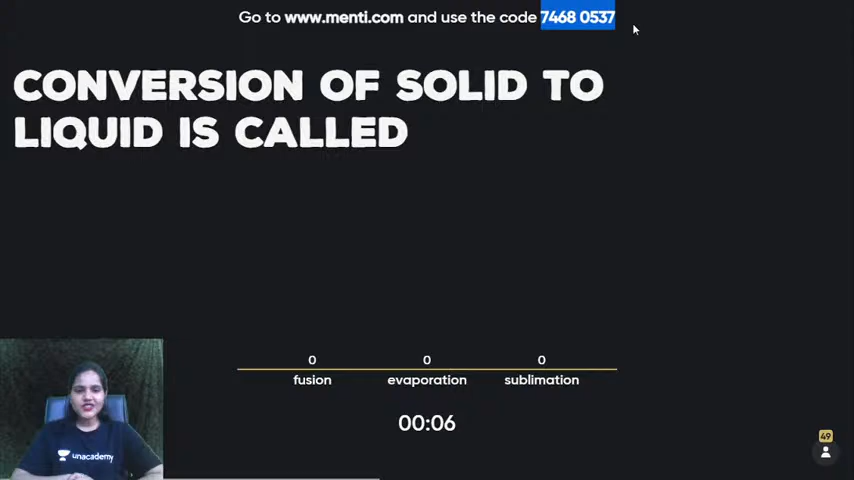 Go to www.menti.com and use the code 7468 0537
CONVERSION OF SOLID TO
LIQUID IS CALLED
0 0 0
fusion evaporation sublimation
00:06
49
unacademy